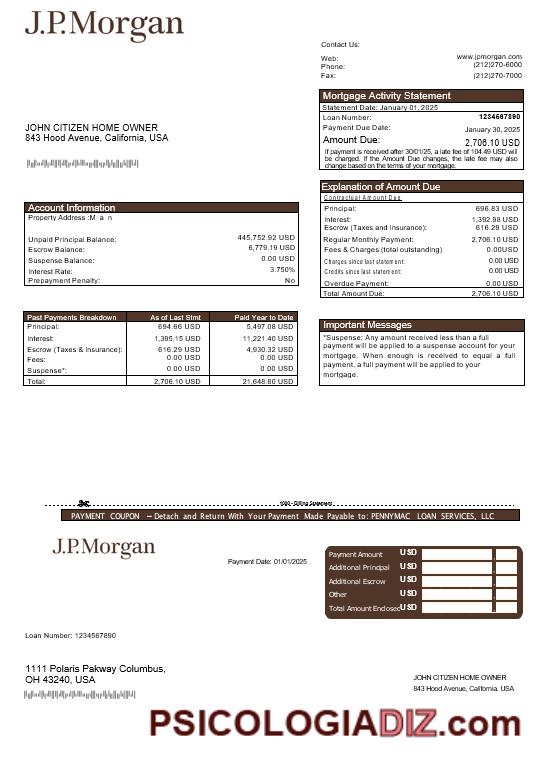 J.P.Morgan
Contact Us:
Web: www.jpmorgan.com
Phone: (212)270-6000
Fax: (212)270-7000
Mortgage Activity Statement
Statement Date: January 01, 2025
Loan Number: 1234567890
Payment Due Date: January 30, 2025
Amount Due: 2,706.10 USD
If payment is received after 30/01/25, a late fee of 104.49 USD will
be charged. If the Amount Due changes, the late fee may also
change based on the terms of your mortgage.
JOHN CITIZEN HOME OWNER
843 Hood Avenue, California, USA
Account Information
Property Address :M a n
Unpaid Principal Balance: 445,752.92 USD
Escrow Balance: 6,779.19 USD
Suspense Balance: 0.00 USD
Interest Rate: 3.750%
Prepayment Penalty: No
Explanation of Amount Due
Contractual Amount Due
Principal: 696.83 USD
Interest: 1,392.98 USD
Escrow (Taxes and Insurance): 616.29 USD
Regular Monthly Payment: 2,706.10 USD
Fees & Charges (total outstanding) 0.00USD
Charges since last statement: 0.00 USD
Credits since last statement: 0.00 USD
Overdue Payment: 0.00 USD
Total Amount Due: 2,706.10 USD
Past Payments Breakdown As of Last Stmt Paid Year to Date
Principal: 694.66 USD 5,497.08 USD
Interest: 1,395.15 USD 11,221.40 USD
Escrow (Taxes & Insurance): 616.29 USD 4,930.32 USD
Fees: 0.00 USD 0.00 USD
Suspense*: 0.00 USD 0.00 USD
Total: 2,706.10 USD 21,648.80 USD
Important Messages
*Suspense: Any amount received less than a full
payment will be applied to a suspense account for your
mortgage. When enough is received to equal a full
payment, a full payment will be applied to your
mortgage.
1000 - Billing Statement
PAYMENT COUPON – Detach and Return With Your Payment Made Payable to: PENNYMAC LOAN SERVICES, LLC
J.P.Morgan
Payment Date: 01/01/2025
Payment Amount USD
Additional Principal USD
Additional Escrow USD
Other USD
Total Amount Enclosed USD
Loan Number: 1234567890
1111 Polaris Pakway Columbus,
OH 43240, USA
JOHN CITIZEN HOME OWNER
843 Hood Avenue, California, USA
PSICOLOGIADIZ.com